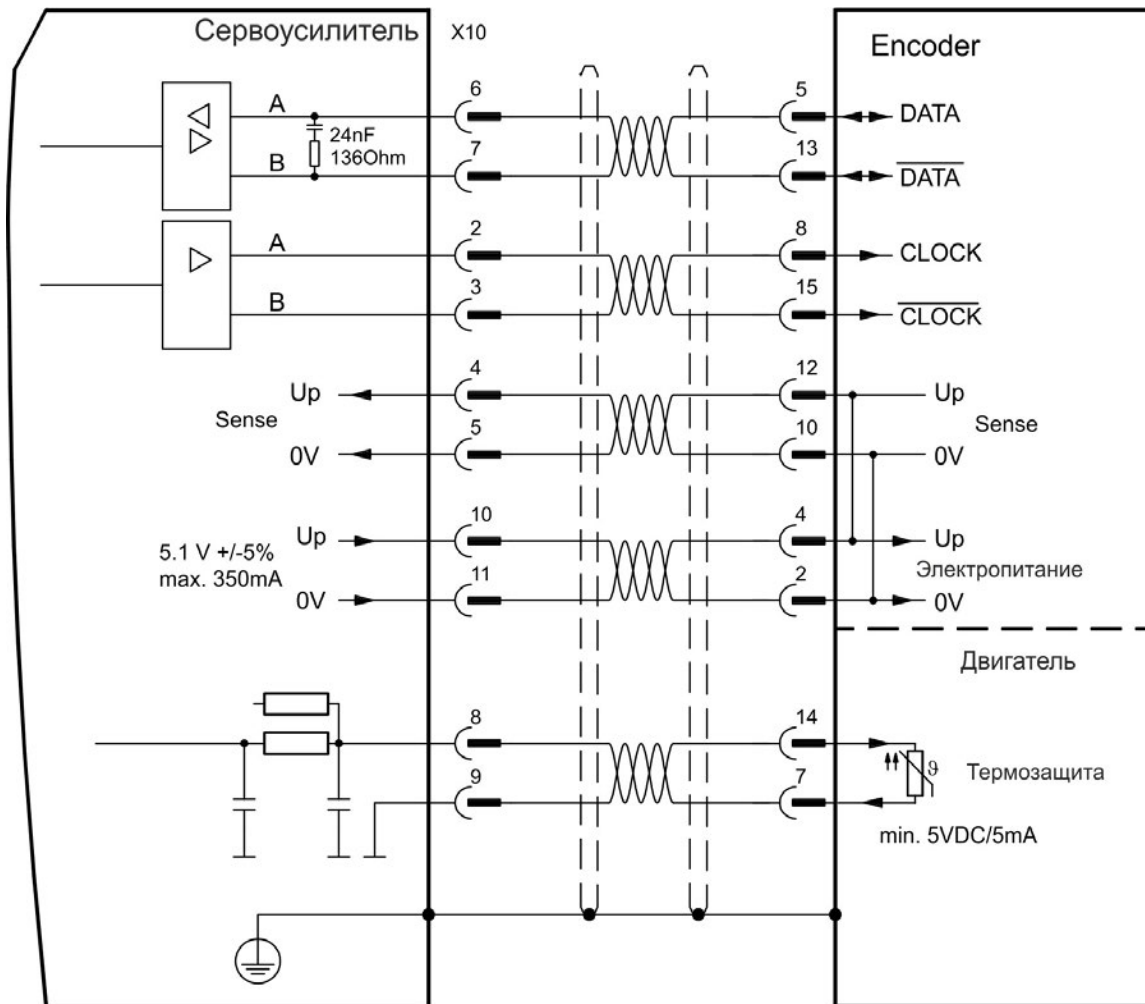 Сервоусилитель
X10
Encoder
A
6
5
DATA
24nF
136Ohm
B
7
13
DATA
A
2
8
CLOCK
B
3
15
CLOCK
Up
4
12
Up
Sense
Sense
0V
5
10
0V
5.1 V +/-5%
max. 350mA
Up
10
4
Up
Электропитание
0V
11
2
0V
Двигатель
8
14
ϑ
Термозащита
9
7
min. 5VDC/5mA